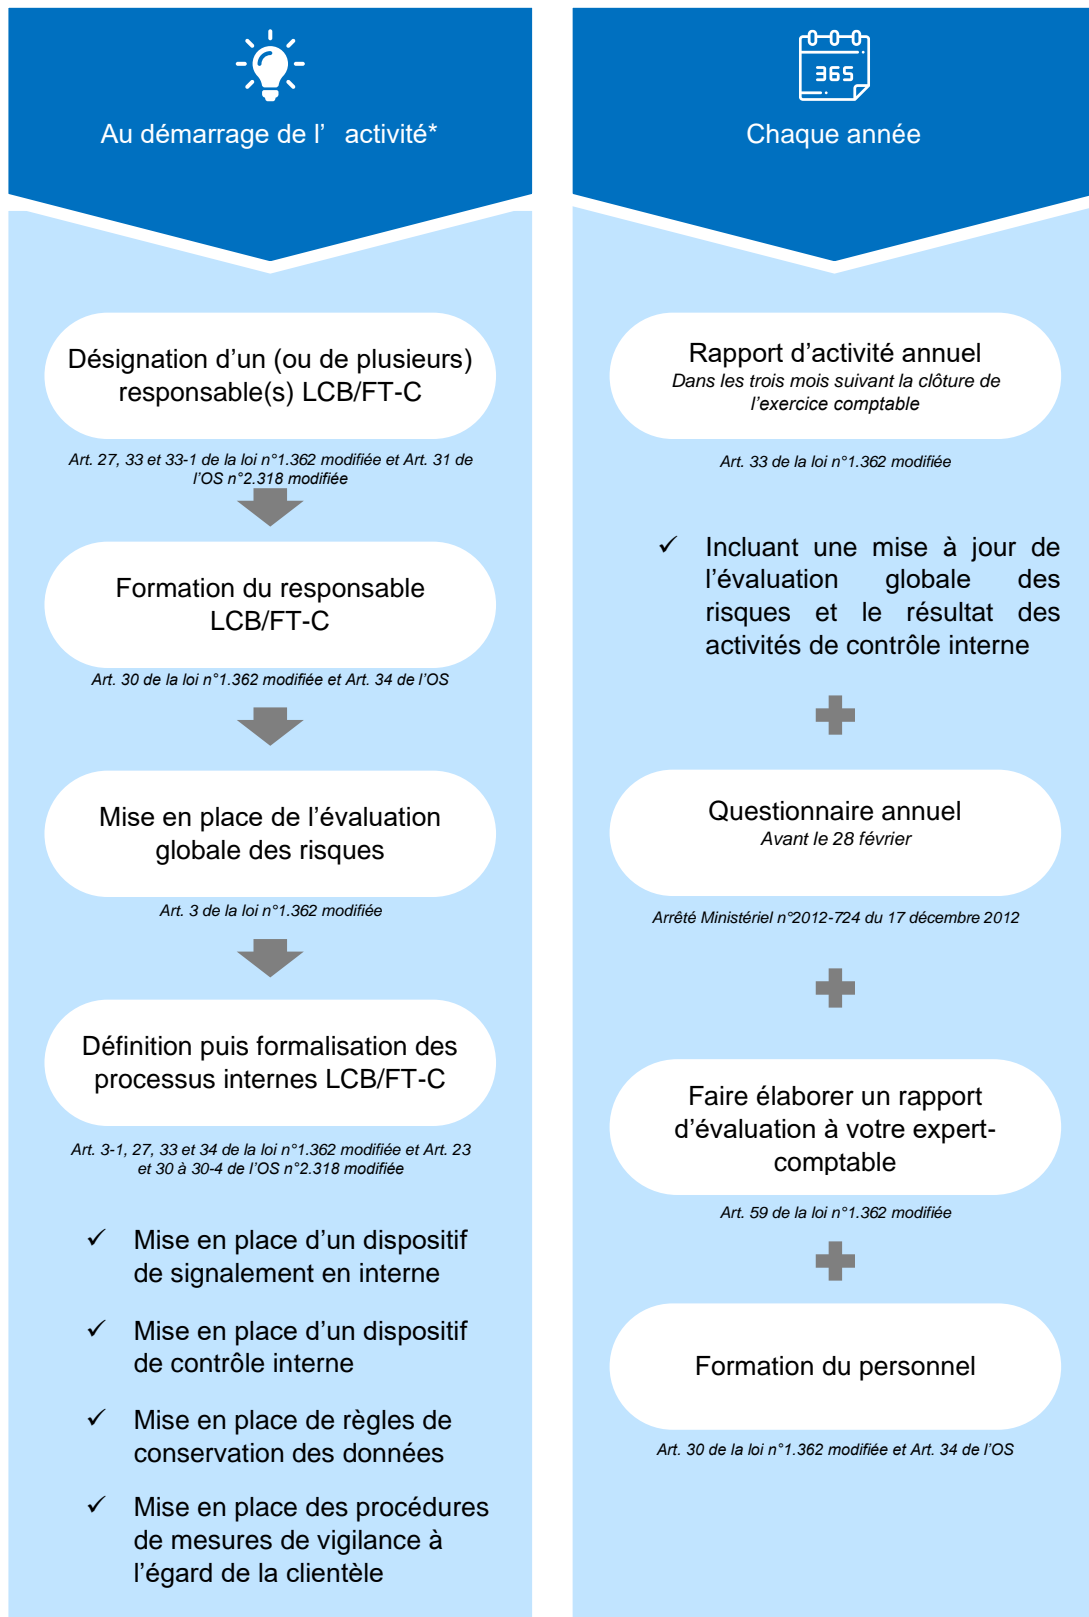 Au démarrage de l’ activité*
Désignation d’un (ou de plusieurs)
responsable(s) LCB/FT-C
Art. 27, 33 et 33-1 de la loi n°1.362 modifiée et Art. 31 de
l’OS n°2.318 modifiée
Formation du responsable
LCB/FT-C
Art. 30 de la loi n°1.362 modifiée et Art. 34 de l’OS
Mise en place de l’évaluation
globale des risques
Art. 3 de la loi n°1.362 modifiée
Définition puis formalisation des
processus internes LCB/FT-C
Art. 3-1, 27, 33 et 34 de la loi n°1.362 modifiée et Art. 23
et 30 à 30-4 de l’OS n°2.318 modifiée
✓ Mise en place d’un dispositif
de signalement en interne
✓ Mise en place d’un dispositif
de contrôle interne
✓ Mise en place de règles de
conservation des données
✓ Mise en place des procédures
de mesures de vigilance à
l’égard de la clientèle
365
Chaque année
Rapport d’activité annuel
Dans les trois mois suivant la clôture de
l’exercice comptable
Art. 33 de la loi n°1.362 modifiée
✓ Incluant une mise à jour de
l’évaluation globale des
risques et le résultat des
activités de contrôle interne
Questionnaire annuel
Avant le 28 février
Arrêté Ministériel n°2012-724 du 17 décembre 2012
Faire élaborer un rapport
d’évaluation à votre expert-
comptable
Art. 59 de la loi n°1.362 modifiée
Formation du personnel
Art. 30 de la loi n°1.362 modifiée et Art. 34 de l’OS